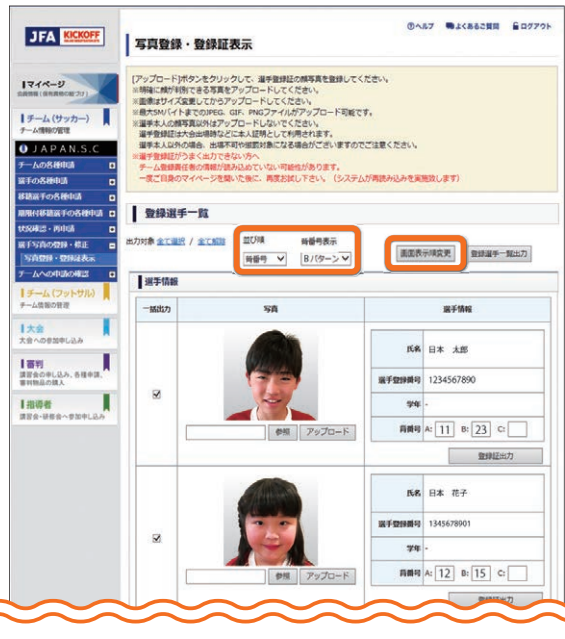 JFA KICKOFF
ヘルプ よくあるご質問 ログアウト
写真登録・登録証表示
マイページ
チーム（サッカー）
チーム情報の管理
JAPAN.S.C
チームの各種申請
選手の各種申請
移籍選手の各種申請
期限付移籍選手の各種申請
状況確認・再申請
選手写真の登録・修正
写真登録・登録証表示
チームへの申請の確認
チーム（フットサル）
チーム情報の管理
大会
大会への参加申し込み
審判
講習会の申し込み、各種申請、
審判物品の購入
指導者
講習会・研修会へ参加申し込み
[アップロード]ボタンをクリックして、選手登録証の顔写真を登録してください。
※明確に顔が判別できる写真をアップロードしてください。
※画像はサイズ変更してからアップロードしてください。
※最大5Mバイトまでの JPEG、GIF、PNGファイルがアップロード可能です。
※選手本人の顔写真以外はアップロードしないでください。
選手登録証は大会出場時などに本人証明として利用されます。
選手本人以外の場合、出場不可や懲罰対象になる場合がございますのでご注意ください。
※選手登録証がうまく出力できない方へ
チーム登録責任者の情報が読み込めていない可能性があります。
一度ご自身のマイページを開いた後に、再度お試し下さい。（システムが再読み込みを実施致します）
登録選手一覧
出力対象 全て選択 / 全て解除
並び順 背番号表示
背番号 Bパターン
画面表示順変更 登録選手一覧出力
選手情報
一括出力 写真 選手情報
氏名 日本 太郎
選手登録番号 1234567890
学年 -
背番号 A: 11 B: 23 C:
参照 アップロード
登録証出力
氏名 日本 花子
選手登録番号 1345678901
学年 -
背番号 A: 12 B: 15 C:
参照 アップロード
登録証出力